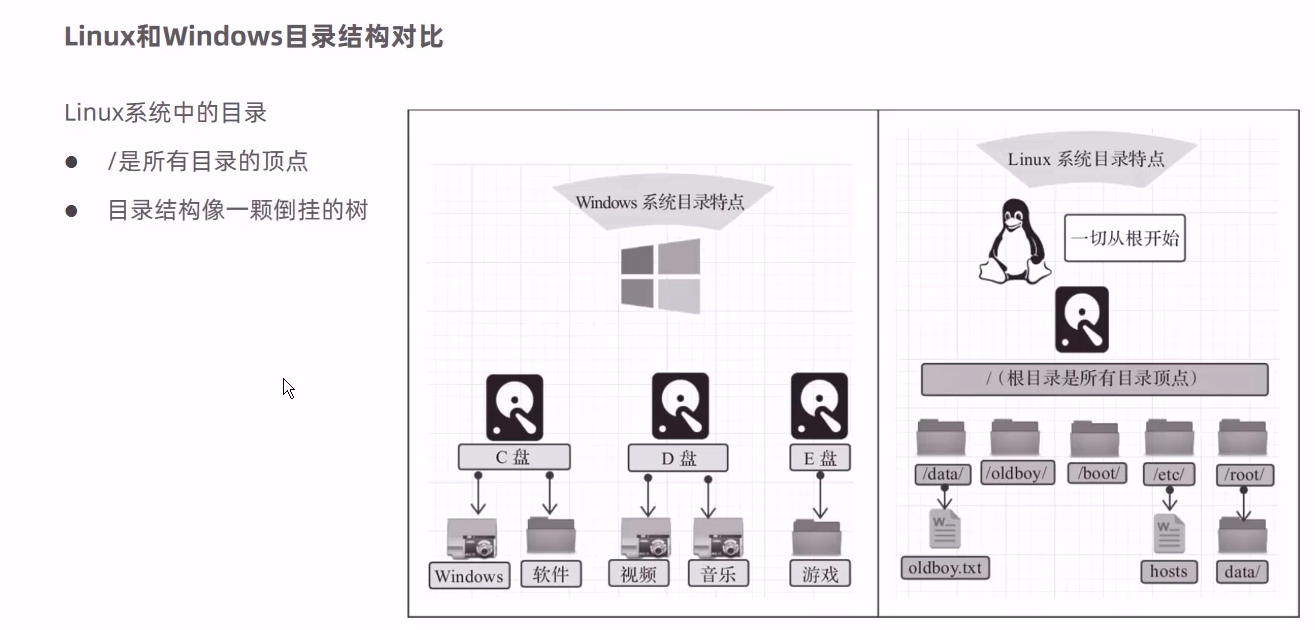 Linux和Windows目录结构对比
Linux系统中的目录
● /是所有目录的顶点
● 目录结构像一颗倒挂的树
Windows 系统目录特点
C 盘
D 盘
E 盘
Windows
软件
视频
音乐
游戏
Linux 系统目录特点
一切从根开始
/（根目录是所有目录顶点）
/data/
/oldboy/
/boot/
/etc/
/root/
W
W
oldboy.txt
hosts
data/